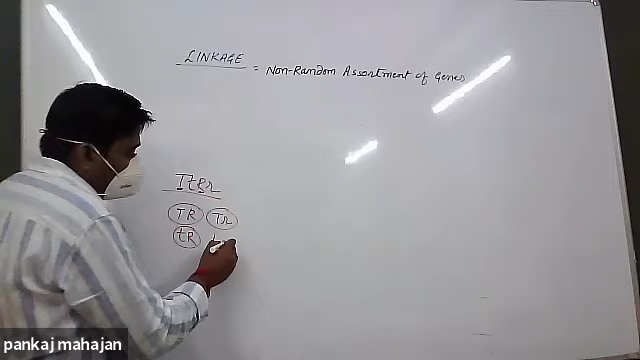 LINKAGE = Non-Random Assortment of Genes
TtRr
TR Tr
tR t
pankaj mahajan